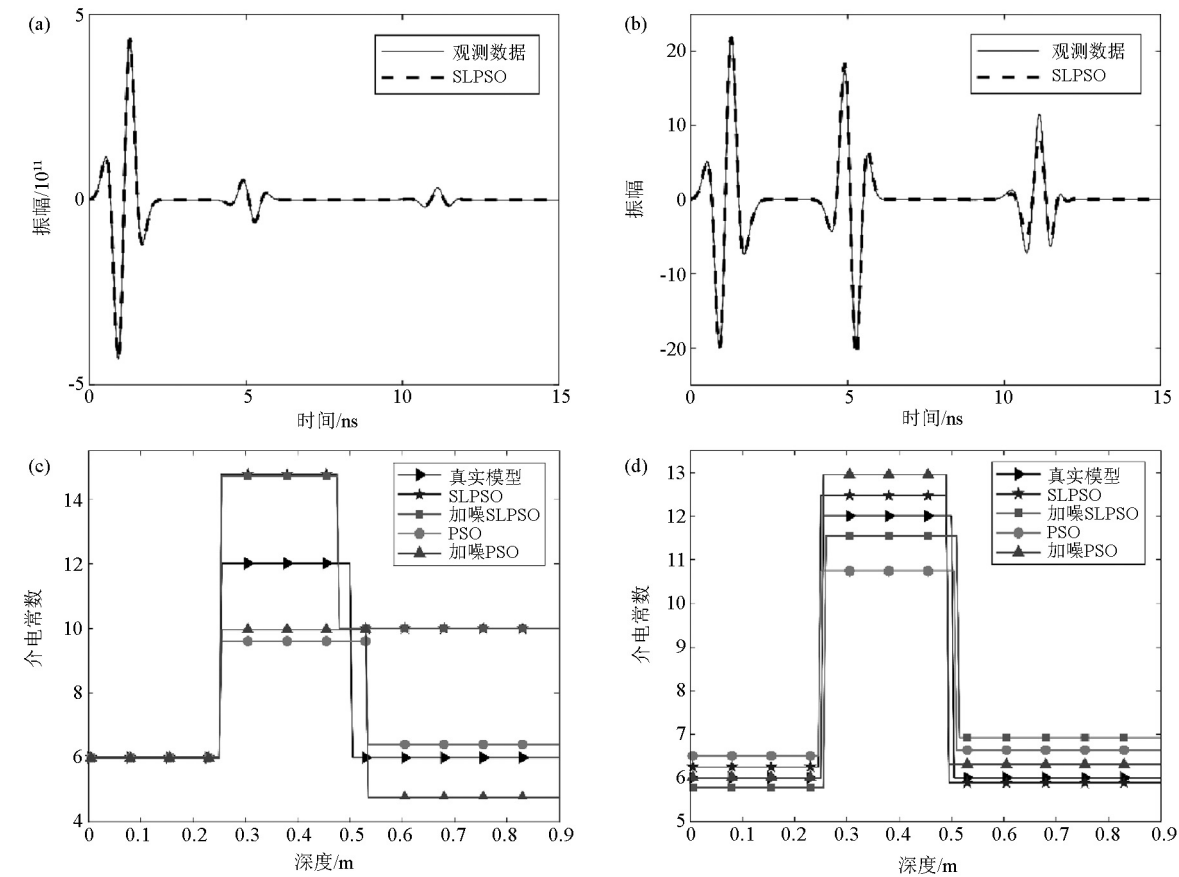 (a)
5
0
-5
振幅/10¹¹
观测数据
SLPSO
0
5
10
15
时间/ns
(b)
20
10
0
-10
-20
振幅
观测数据
SLPSO
0
5
10
15
时间/ns
(c)
14
12
10
8
6
4
介电常数
真实模型
SLPSO
加噪SLPSO
PSO
加噪PSO
0
0.1
0.2
0.3
0.4
0.5
0.6
0.7
0.8
0.9
深度/m
(d)
13
12
11
10
9
8
7
6
5
介电常数
真实模型
SLPSO
加噪SLPSO
PSO
加噪PSO
0
0.1
0.2
0.3
0.4
0.5
0.6
0.7
0.8
0.9
深度/m